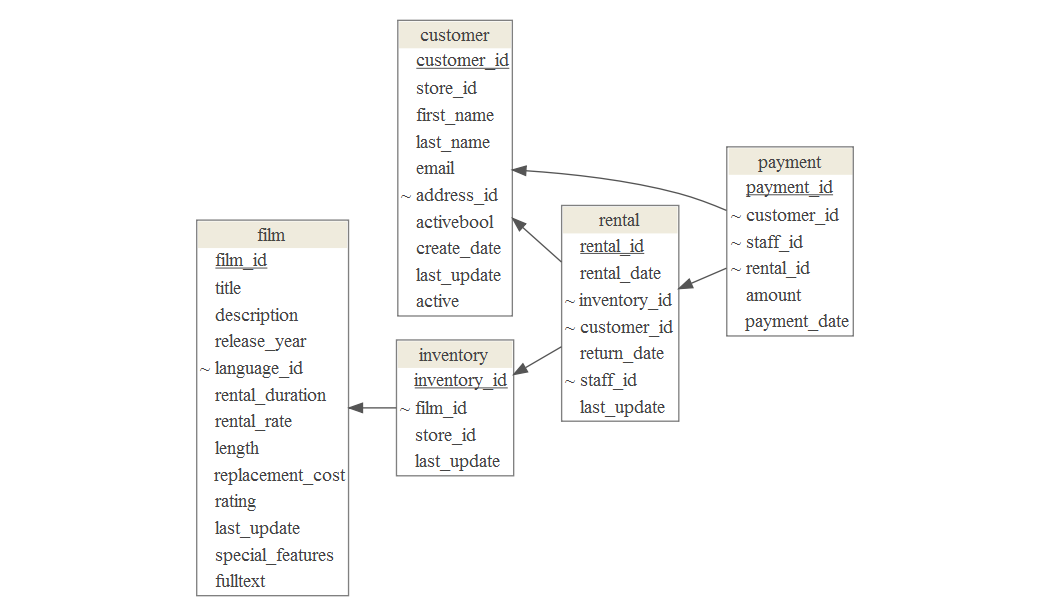 customer
customer_id
store_id
first_name
last_name
email
~ address_id
activebool
create_date
last_update
active
payment
payment_id
~ customer_id
~ staff_id
~ rental_id
amount
payment_date
rental
rental_id
rental_date
~ inventory_id
~ customer_id
return_date
~ staff_id
last_update
film
film_id
title
description
release_year
~ language_id
rental_duration
rental_rate
length
replacement_cost
rating
last_update
special_features
fulltext
inventory
inventory_id
~ film_id
store_id
last_update